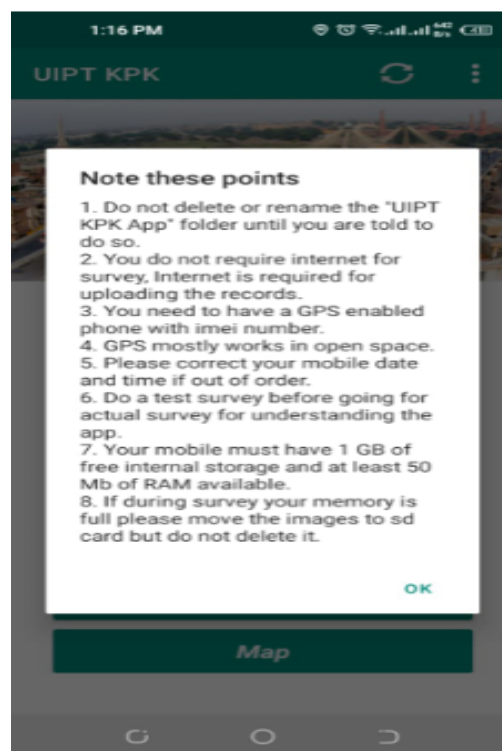 1:16 PM
UIPT KPK
Note these points
1. Do not delete or rename the "UIPT
KPK App" folder until you are told to
do so.
2. You do not require internet for
survey, Internet is required for
uploading the records.
3. You need to have a GPS enabled
phone with imei number.
4. GPS mostly works in open space.
5. Please correct your mobile date
and time if out of order.
6. Do a test survey before going for
actual survey for understanding the
app.
7. Your mobile must have 1 GB of
free internal storage and at least 50
Mb of RAM available.
8. If during survey your memory is
full please move the images to sd
card but do not delete it.
OK
Map